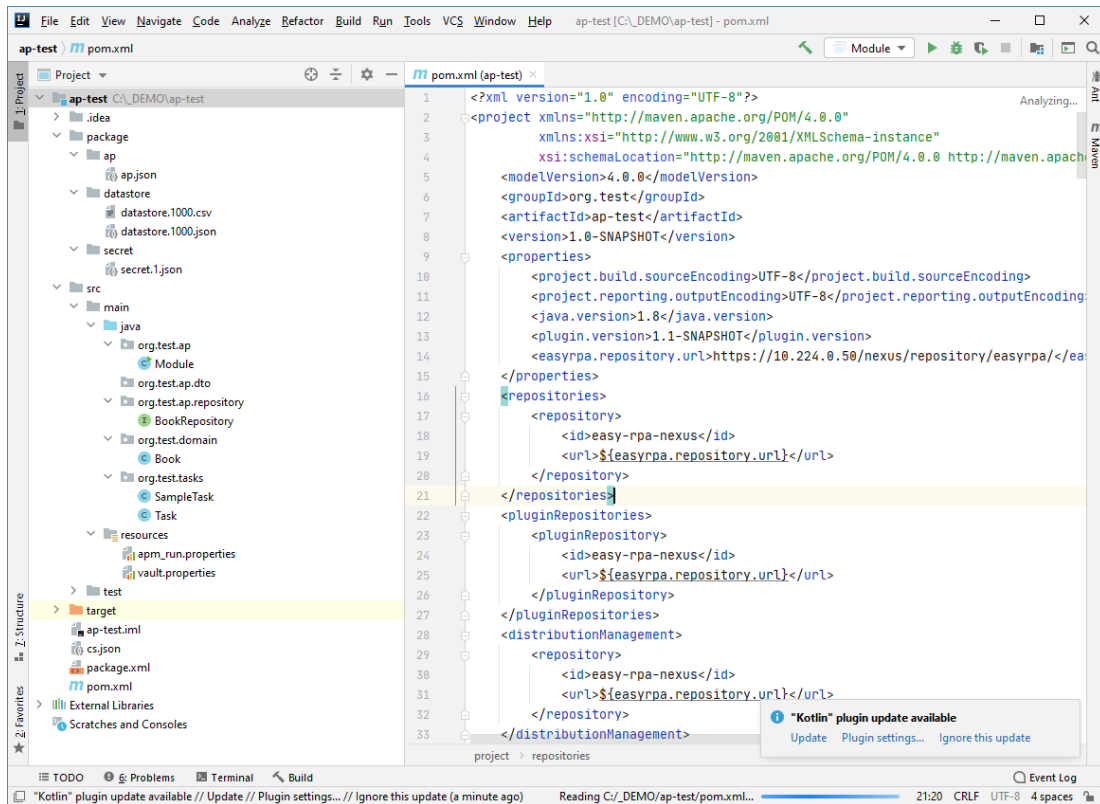 File Edit View Navigate Code Analyze Refactor Build Run Tools VCS Window Help ap-test [C:\_DEMO\ap-test] - pom.xml
ap-test pom.xml
Module
Project
pom.xml (ap-test)
1: Project
ap-test C:\_DEMO\ap-test
.idea
package
ap
ap.json
datastore
datastore.1000.csv
datastore.1000.json
secret
secret.1.json
src
main
java
org.test.ap
Module
org.test.ap.dto
org.test.ap.repository
BookRepository
org.test.domain
Book
org.test.tasks
SampleTask
Task
resources
apm_run.properties
vault.properties
test
target
ap-test.iml
cs.json
package.xml
pom.xml
External Libraries
Scratches and Consoles
Z: Structure
2: Favorites
1 <?xml version="1.0" encoding="UTF-8"?>
Analyzing...
2 <project xmlns="http://maven.apache.org/POM/4.0.0"
3 xmlns:xsi="http://www.w3.org/2001/XMLSchema-instance"
4 xsi:schemaLocation="http://maven.apache.org/POM/4.0.0 http://maven.apach
5 <modelVersion>4.0.0</modelVersion>
6 <groupId>org.test</groupId>
7 <artifactId>ap-test</artifactId>
8 <version>1.0-SNAPSHOT</version>
9 <properties>
10 <project.build.sourceEncoding>UTF-8</project.build.sourceEncoding>
11 <project.reporting.outputEncoding>UTF-8</project.reporting.outputEncoding>
12 <java.version>1.8</java.version>
13 <plugin.version>1.1-SNAPSHOT</plugin.version>
14 <easyrpa.repository.url>https://10.224.0.50/nexus/repository/easyrpa/</eas
15 </properties>
16 <repositories>
17 <repository>
18 <id>easy-rpa-nexus</id>
19 <url>${easyrpa.repository.url}</url>
20 </repository>
21 </repositories>
22 <pluginRepositories>
23 <pluginRepository>
24 <id>easy-rpa-nexus</id>
25 <url>${easyrpa.repository.url}</url>
26 </pluginRepository>
27 </pluginRepositories>
28 <distributionManagement>
29 <repository>
30 <id>easy-rpa-nexus</id>
31 <url>${easyrpa.repository.url}</url>
32 </repository>
33 </distributionManagement>
Ant
Maven
"Kotlin" plugin update available
Update Plugin settings... Ignore this update
project repositories
TODO 6: Problems Terminal Build Event Log
"Kotlin" plugin update available // Update // Plugin settings... // Ignore this update (a minute ago) Reading C:/_DEMO/ap-test/pom.xml... 21:20 CRLF UTF-8 4 spaces